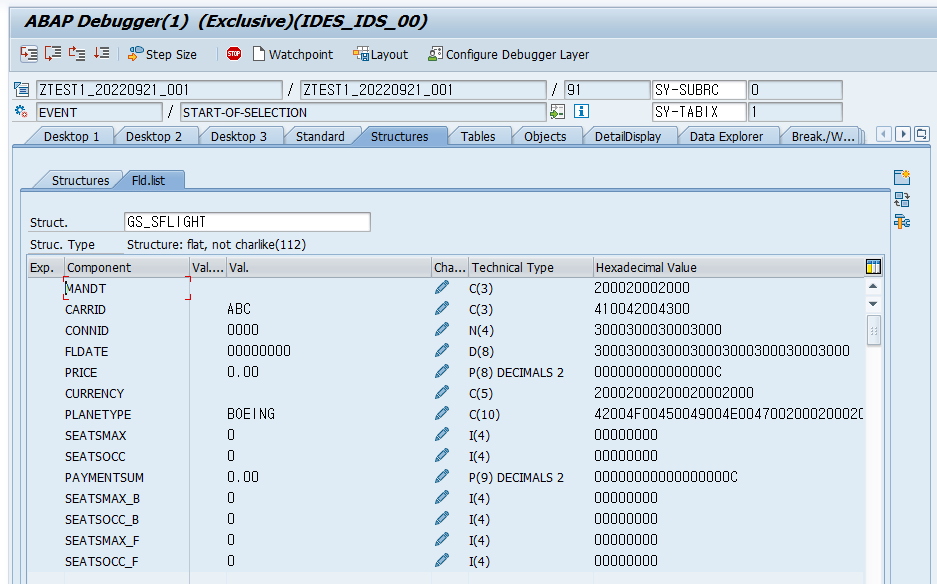 ABAP Debugger(1) (Exclusive)(IDES_IDS_00)
Step Size STOP Watchpoint Layout Configure Debugger Layer
ZTEST1_20220921_001 / ZTEST1_20220921_001 / 91 SY-SUBRC 0
EVENT / START-OF-SELECTION SY-TABIX 1
Desktop 1 Desktop 2 Desktop 3 Standard Structures Tables Objects DetailDisplay Data Explorer Break./W...
Structures Fld.list
Struct. GS_SFLIGHT
Struc. Type Structure: flat, not charlike(112)
Exp. Component Val.... Val. Cha... Technical Type Hexadecimal Value
MANDT C(3) 200020002000
CARRID ABC C(3) 410042004300
CONNID 0000 N(4) 3000300030003000
FLDATE 00000000 D(8) 30003000300030003000300030003000
PRICE 0.00 P(8) DECIMALS 2 000000000000000C
CURRENCY C(5) 20002000200020002000
PLANETYPE BOEING C(10) 42004F00450049004E0047002000200020
SEATSMAX 0 I(4) 00000000
SEATSOCC 0 I(4) 00000000
PAYMENTSUM 0.00 P(9) DECIMALS 2 00000000000000000C
SEATSMAX_B 0 I(4) 00000000
SEATSOCC_B 0 I(4) 00000000
SEATSMAX_F 0 I(4) 00000000
SEATSOCC_F 0 I(4) 00000000